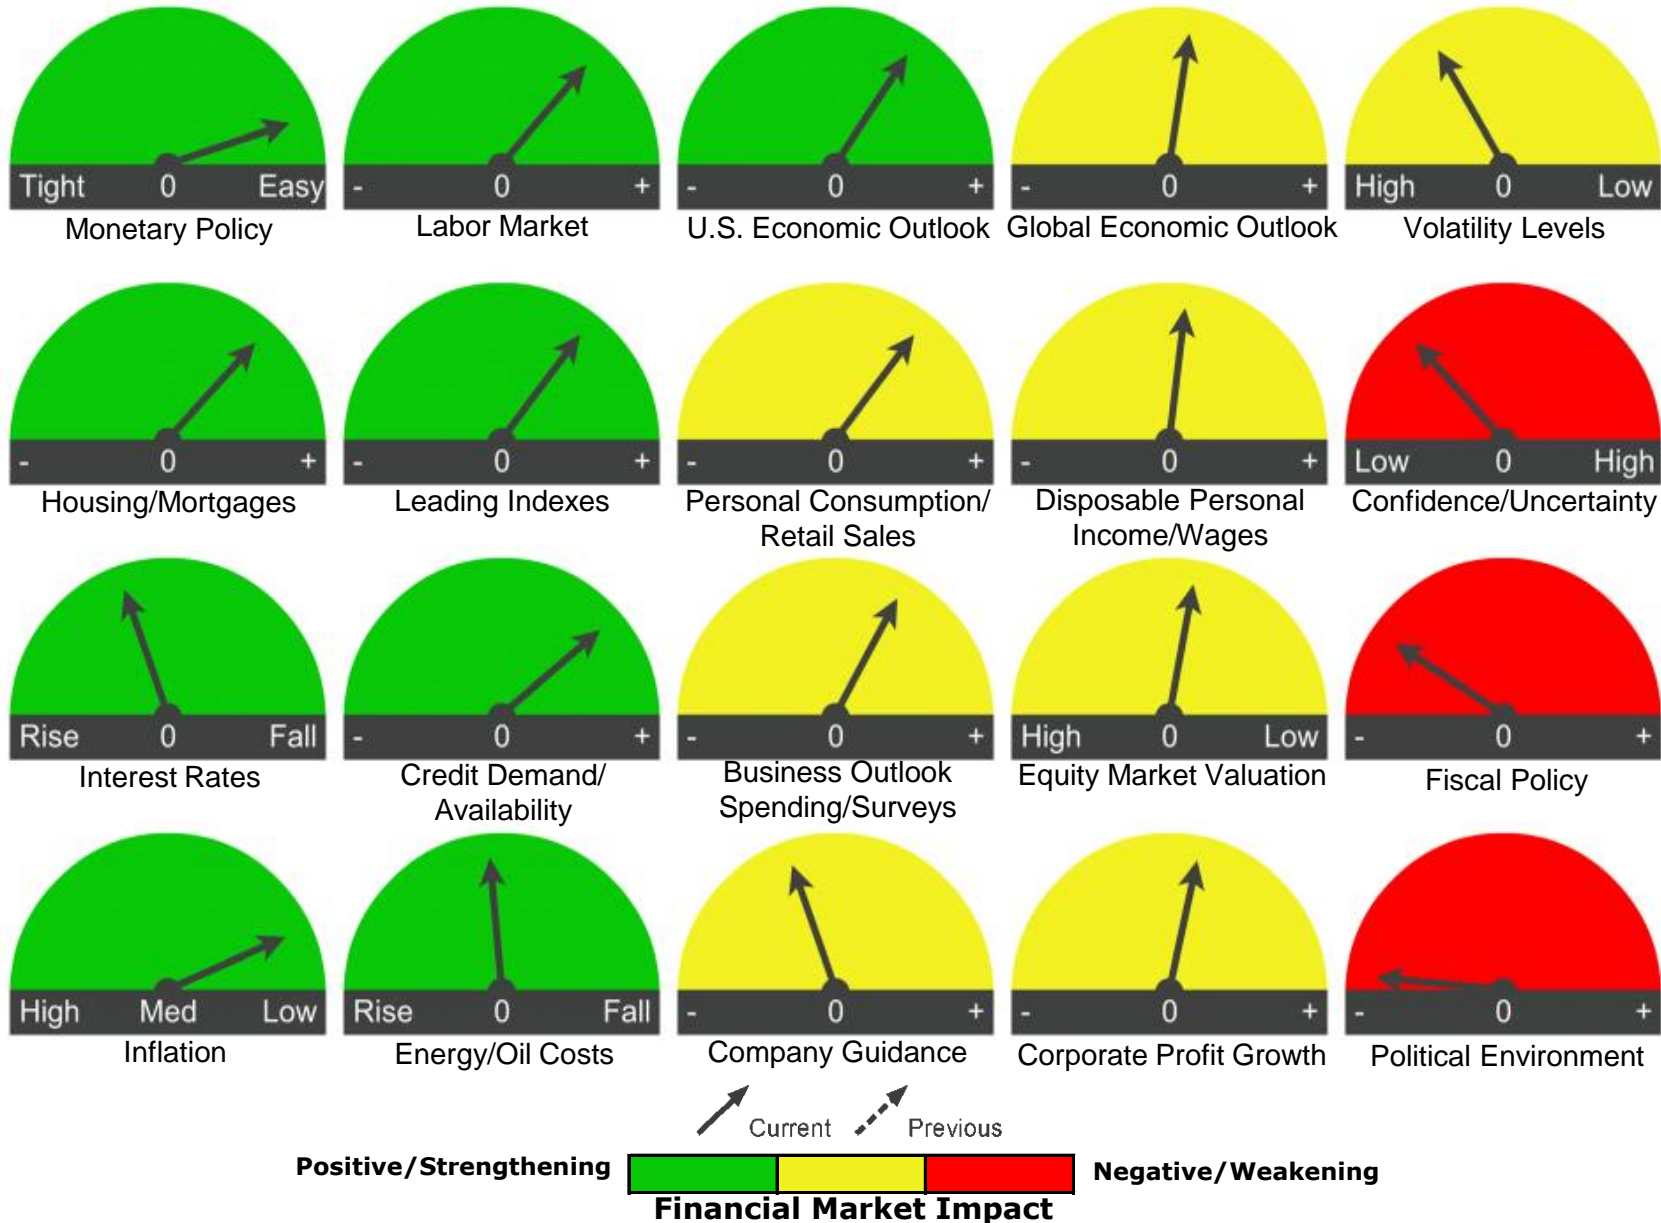 Tight 0 Easy
- 0 +
- 0 +
- 0 +
High 0 Low
Monetary Policy
Labor Market
U.S. Economic Outlook
Global Economic Outlook
Volatility Levels
- 0 +
- 0 +
- 0 +
- 0 +
Low 0 High
Housing/Mortgages
Leading Indexes
Personal Consumption/
Retail Sales
Disposable Personal
Income/Wages
Confidence/Uncertainty
Rise 0 Fall
- 0 +
- 0 +
High 0 Low
- 0 +
Interest Rates
Credit Demand/
Availability
Business Outlook
Spending/Surveys
Equity Market Valuation
Fiscal Policy
High Med Low
Rise 0 Fall
- 0 +
- 0 +
- 0 +
Inflation
Energy/Oil Costs
Company Guidance
Corporate Profit Growth
Political Environment
Current Previous
Positive/Strengthening Negative/Weakening
Financial Market Impact